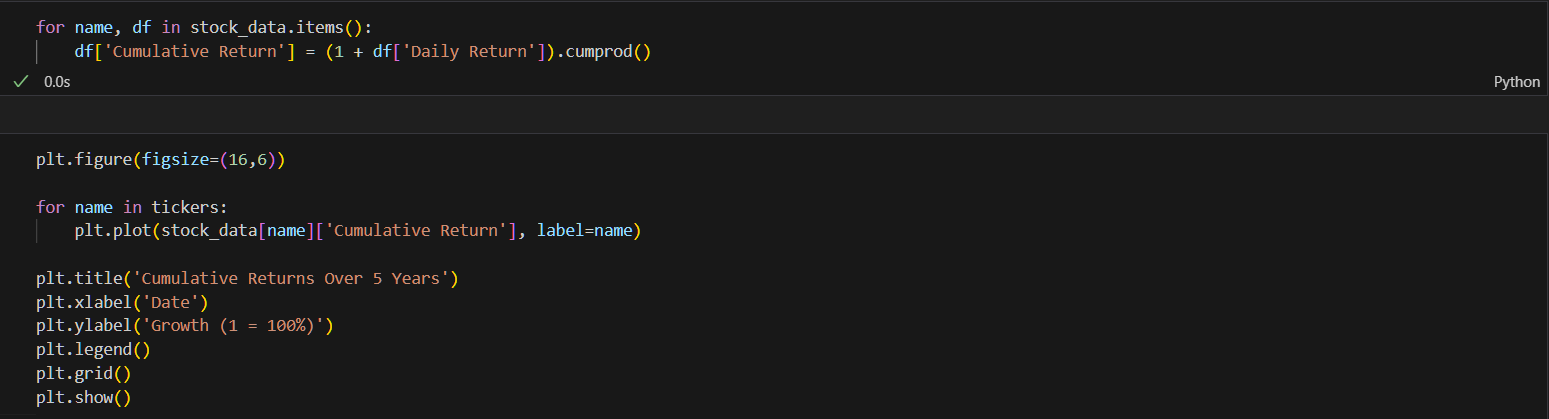 for name, df in stock_data.items():
    df['Cumulative Return'] = (1 + df['Daily Return']).cumprod()
0.0s
Python
plt.figure(figsize=(16,6))
for name in tickers:
    plt.plot(stock_data[name]['Cumulative Return'], label=name)
plt.title('Cumulative Returns Over 5 Years')
plt.xlabel('Date')
plt.ylabel('Growth (1 = 100%)')
plt.legend()
plt.grid()
plt.show()